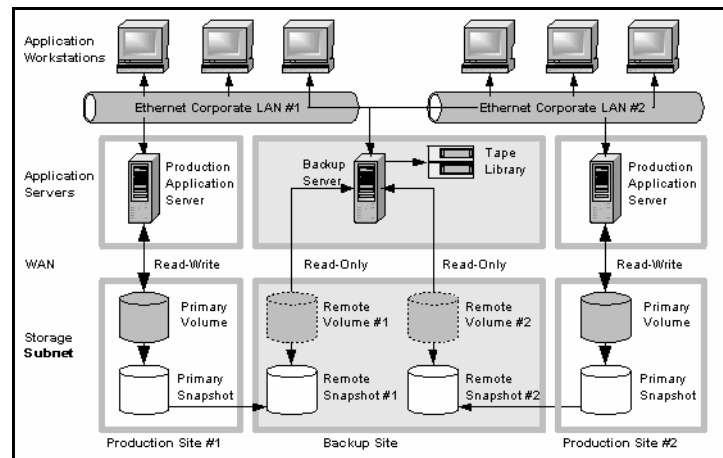 Application
Workstations
Ethernet Corporate LAN #1
Ethernet Corporate LAN #2
Application
Servers
Production
Application
Server
Backup
Server
Tape
Library
Production
Application
Server
WAN
Read-Write
Read-Only
Read-Only
Read-Write
Storage
Subnet
Primary
Volume
Remote
Volume #1
Remote
Volume #2
Primary
Volume
Primary
Snapshot
Remote
Snapshot #1
Remote
Snapshot #2
Primary
Snapshot
Production Site #1
Backup Site
Production Site #2